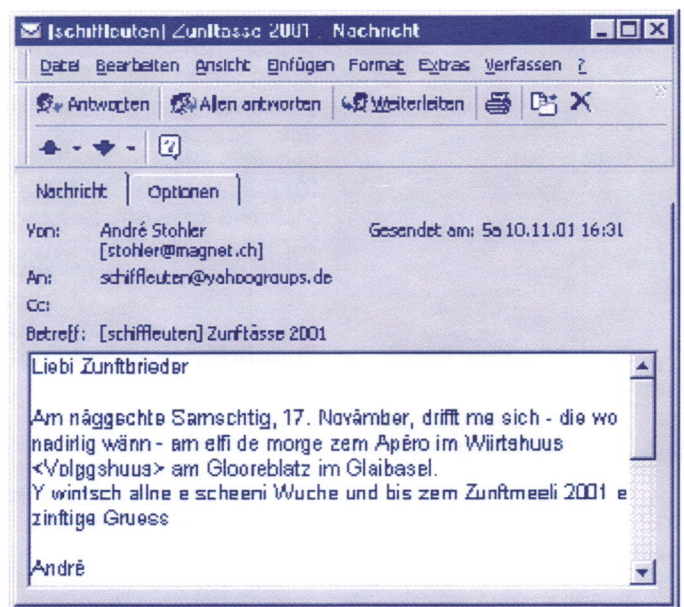 [schiffleuten] Zunftässe 2001 - Nachricht
Datei Bearbeiten Ansicht Einfügen Format Extras Verfassen ?
Antworten Allen antworten Weiterleiten
Nachricht Optionen
Von: André Stohler Gesendet am: Sa 10.11.01 16:31
[stohler@magnet.ch]
An: schiffleuten@yahoogroups.de
Cc:
Betreff: [schiffleuten] Zunftässe 2001
Liebi Zunftbrieder
Am näggschte Samschtig, 17. Novämber, drifft me sich - die wo
nadirlig wänn - am elfi de morge zem Apéro im Wiirtshuus
<Volggshuus> am Glooreblatz im Glaibasel.
Y wintsch allne e scheeni Wuche und bis zem Zunftmeeli 2001 e
zinftige Gruess
André